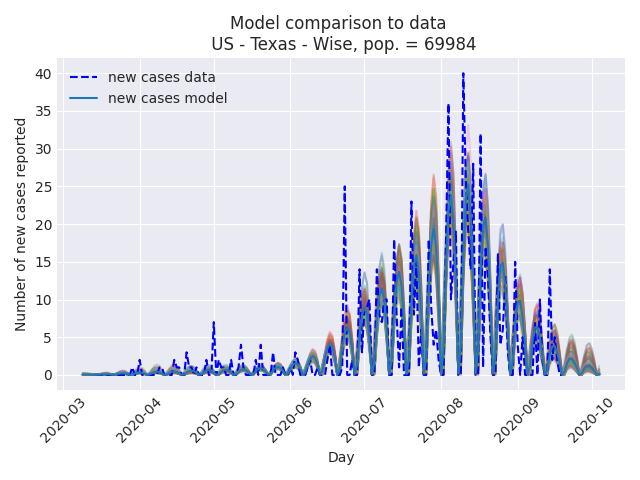 Model comparison to data
US - Texas - Wise, pop. = 69984
new cases data
new cases model
Number of new cases reported
40
35
30
25
20
15
10
5
0
2020-03
2020-04
2020-05
2020-06
2020-07
2020-08
2020-09
2020-10
Day